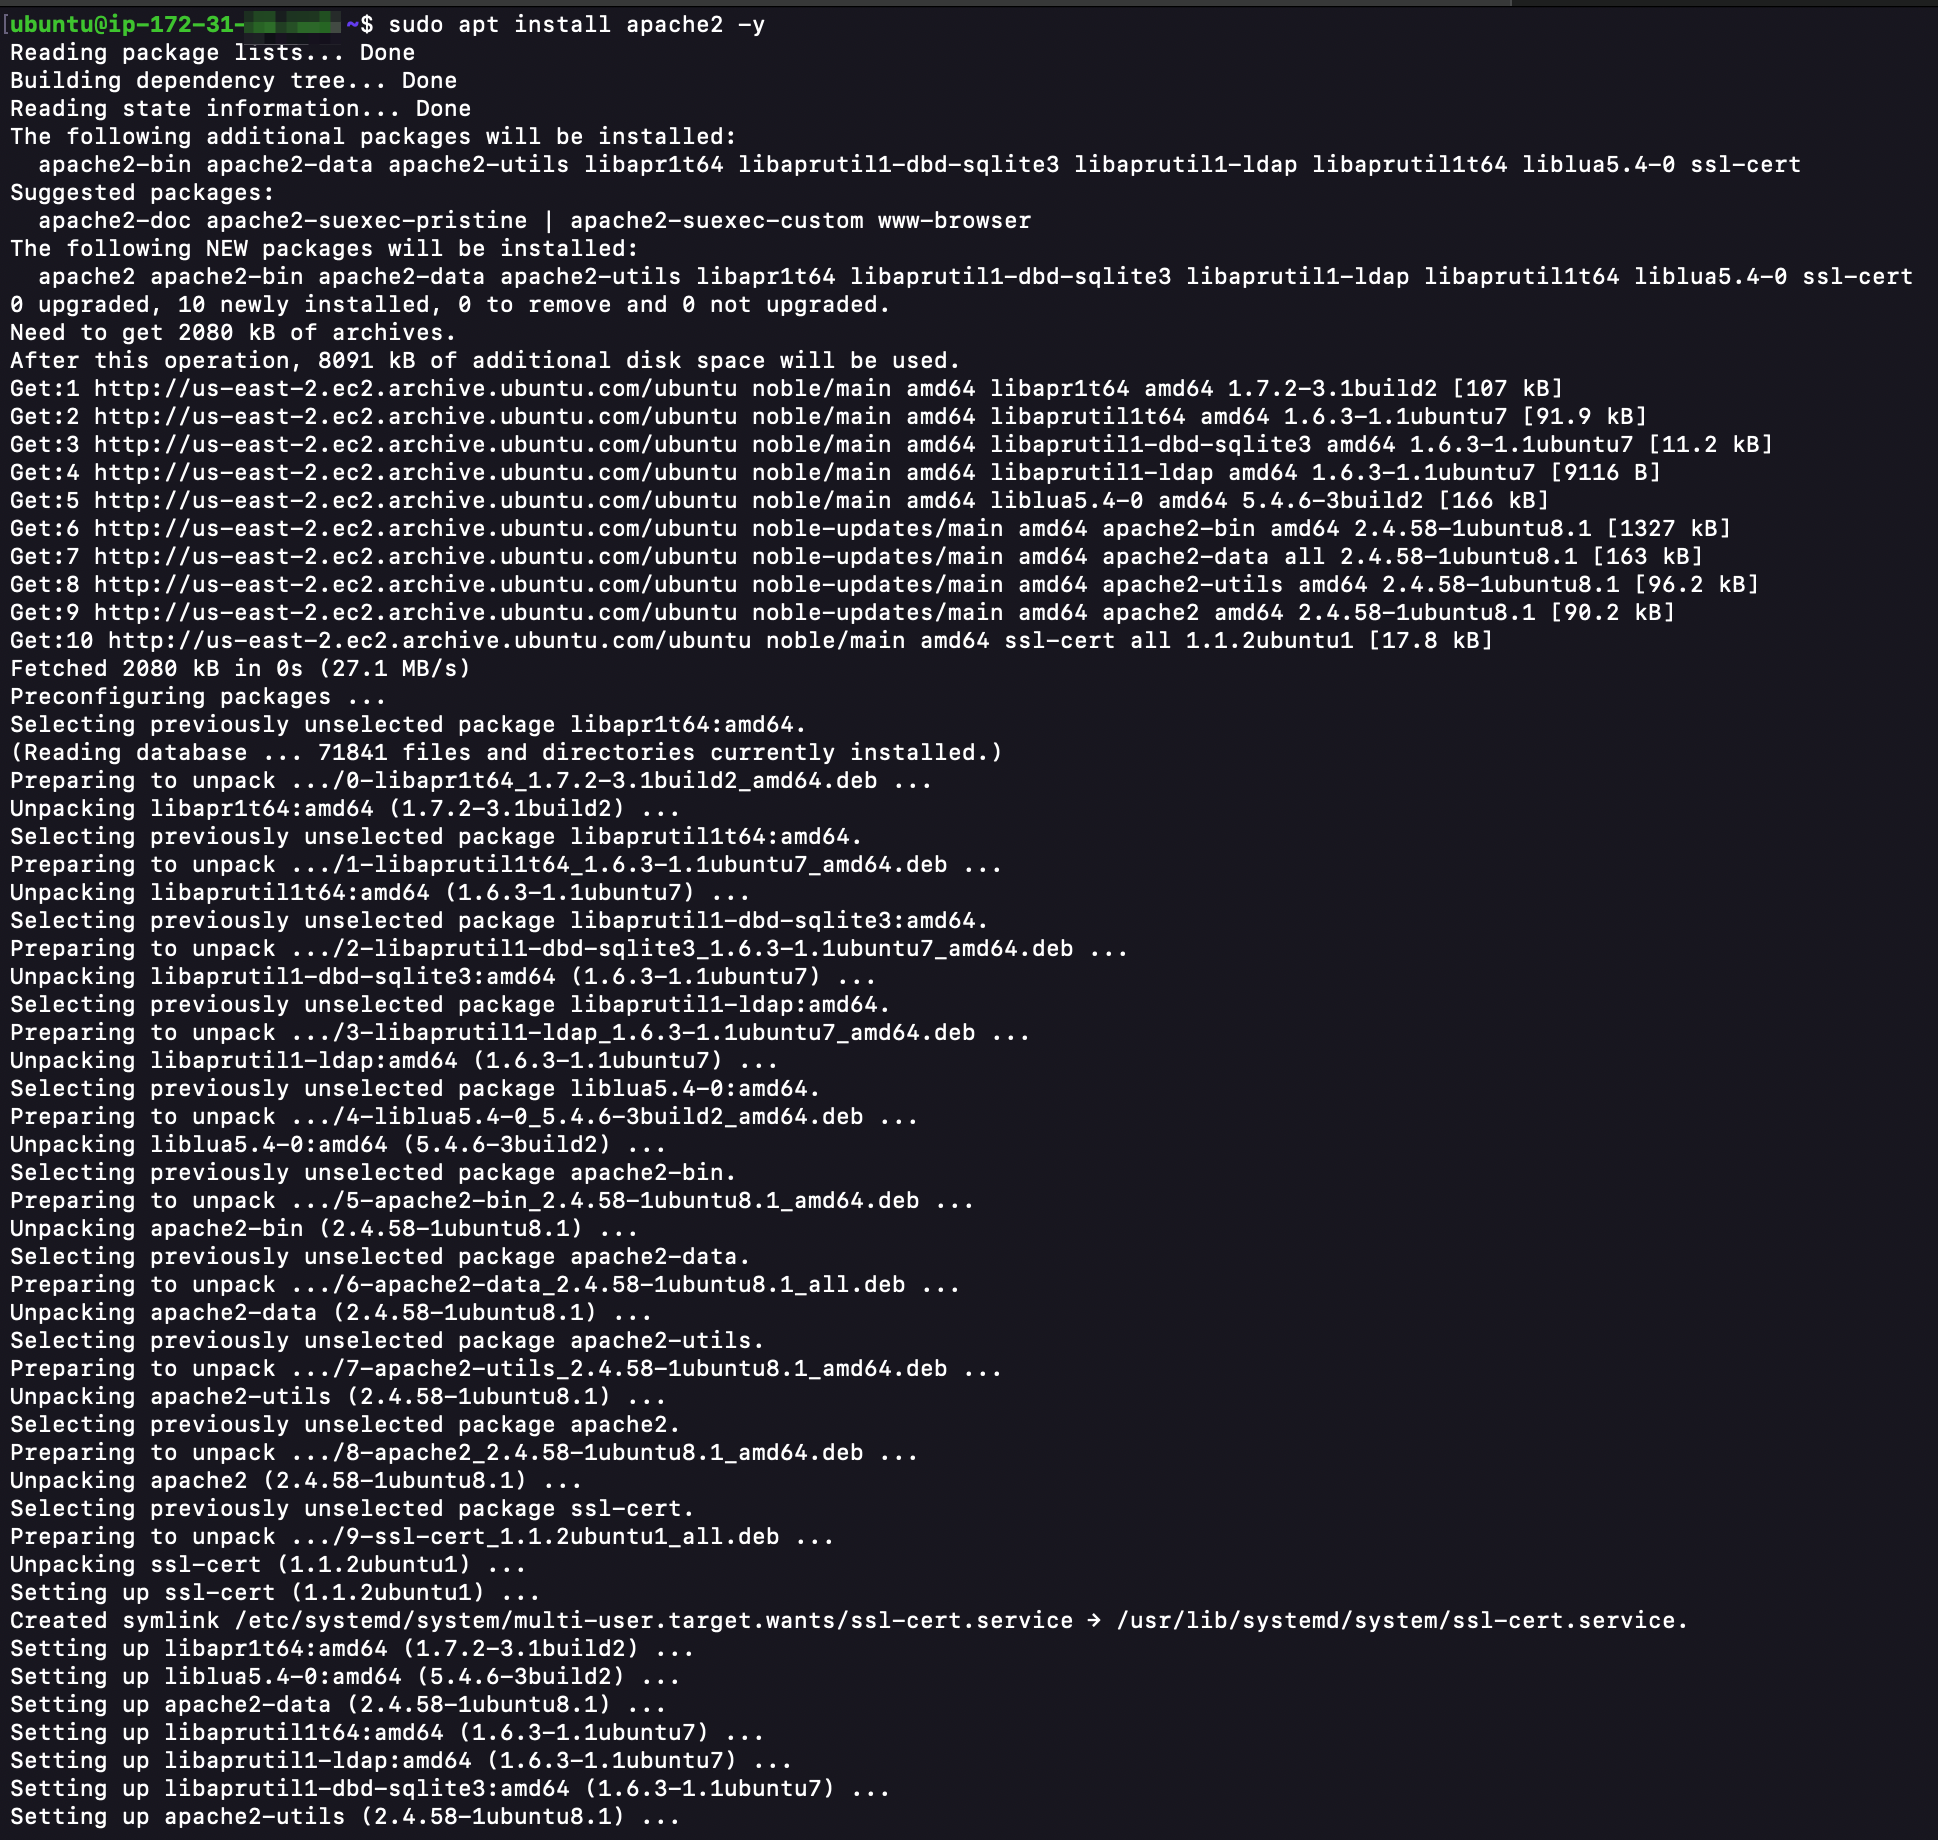 [ubuntu@ip-172-31- ~$ sudo apt install apache2 -y
Reading package lists... Done
Building dependency tree... Done
Reading state information... Done
The following additional packages will be installed:
  apache2-bin apache2-data apache2-utils libapr1t64 libaprutil1-dbd-sqlite3 libaprutil1-ldap libaprutil1t64 liblua5.4-0 ssl-cert
Suggested packages:
  apache2-doc apache2-suexec-pristine | apache2-suexec-custom www-browser
The following NEW packages will be installed:
  apache2 apache2-bin apache2-data apache2-utils libapr1t64 libaprutil1-dbd-sqlite3 libaprutil1-ldap libaprutil1t64 liblua5.4-0 ssl-cert
0 upgraded, 10 newly installed, 0 to remove and 0 not upgraded.
Need to get 2080 kB of archives.
After this operation, 8091 kB of additional disk space will be used.
Get:1 http://us-east-2.ec2.archive.ubuntu.com/ubuntu noble/main amd64 libapr1t64 amd64 1.7.2-3.1build2 [107 kB]
Get:2 http://us-east-2.ec2.archive.ubuntu.com/ubuntu noble/main amd64 libaprutil1t64 amd64 1.6.3-1.1ubuntu7 [91.9 kB]
Get:3 http://us-east-2.ec2.archive.ubuntu.com/ubuntu noble/main amd64 libaprutil1-dbd-sqlite3 amd64 1.6.3-1.1ubuntu7 [11.2 kB]
Get:4 http://us-east-2.ec2.archive.ubuntu.com/ubuntu noble/main amd64 libaprutil1-ldap amd64 1.6.3-1.1ubuntu7 [9116 B]
Get:5 http://us-east-2.ec2.archive.ubuntu.com/ubuntu noble/main amd64 liblua5.4-0 amd64 5.4.6-3build2 [166 kB]
Get:6 http://us-east-2.ec2.archive.ubuntu.com/ubuntu noble-updates/main amd64 apache2-bin amd64 2.4.58-1ubuntu8.1 [1327 kB]
Get:7 http://us-east-2.ec2.archive.ubuntu.com/ubuntu noble-updates/main amd64 apache2-data all 2.4.58-1ubuntu8.1 [163 kB]
Get:8 http://us-east-2.ec2.archive.ubuntu.com/ubuntu noble-updates/main amd64 apache2-utils amd64 2.4.58-1ubuntu8.1 [96.2 kB]
Get:9 http://us-east-2.ec2.archive.ubuntu.com/ubuntu noble-updates/main amd64 apache2 amd64 2.4.58-1ubuntu8.1 [90.2 kB]
Get:10 http://us-east-2.ec2.archive.ubuntu.com/ubuntu noble/main amd64 ssl-cert all 1.1.2ubuntu1 [17.8 kB]
Fetched 2080 kB in 0s (27.1 MB/s)
Preconfiguring packages ...
Selecting previously unselected package libapr1t64:amd64.
(Reading database ... 71841 files and directories currently installed.)
Preparing to unpack .../0-libapr1t64_1.7.2-3.1build2_amd64.deb ...
Unpacking libapr1t64:amd64 (1.7.2-3.1build2) ...
Selecting previously unselected package libaprutil1t64:amd64.
Preparing to unpack .../1-libaprutil1t64_1.6.3-1.1ubuntu7_amd64.deb ...
Unpacking libaprutil1t64:amd64 (1.6.3-1.1ubuntu7) ...
Selecting previously unselected package libaprutil1-dbd-sqlite3:amd64.
Preparing to unpack .../2-libaprutil1-dbd-sqlite3_1.6.3-1.1ubuntu7_amd64.deb ...
Unpacking libaprutil1-dbd-sqlite3:amd64 (1.6.3-1.1ubuntu7) ...
Selecting previously unselected package libaprutil1-ldap:amd64.
Preparing to unpack .../3-libaprutil1-ldap_1.6.3-1.1ubuntu7_amd64.deb ...
Unpacking libaprutil1-ldap:amd64 (1.6.3-1.1ubuntu7) ...
Selecting previously unselected package liblua5.4-0:amd64.
Preparing to unpack .../4-liblua5.4-0_5.4.6-3build2_amd64.deb ...
Unpacking liblua5.4-0:amd64 (5.4.6-3build2) ...
Selecting previously unselected package apache2-bin.
Preparing to unpack .../5-apache2-bin_2.4.58-1ubuntu8.1_amd64.deb ...
Unpacking apache2-bin (2.4.58-1ubuntu8.1) ...
Selecting previously unselected package apache2-data.
Preparing to unpack .../6-apache2-data_2.4.58-1ubuntu8.1_all.deb ...
Unpacking apache2-data (2.4.58-1ubuntu8.1) ...
Selecting previously unselected package apache2-utils.
Preparing to unpack .../7-apache2-utils_2.4.58-1ubuntu8.1_amd64.deb ...
Unpacking apache2-utils (2.4.58-1ubuntu8.1) ...
Selecting previously unselected package apache2.
Preparing to unpack .../8-apache2_2.4.58-1ubuntu8.1_amd64.deb ...
Unpacking apache2 (2.4.58-1ubuntu8.1) ...
Selecting previously unselected package ssl-cert.
Preparing to unpack .../9-ssl-cert_1.1.2ubuntu1_all.deb ...
Unpacking ssl-cert (1.1.2ubuntu1) ...
Setting up ssl-cert (1.1.2ubuntu1) ...
Created symlink /etc/systemd/system/multi-user.target.wants/ssl-cert.service → /usr/lib/systemd/system/ssl-cert.service.
Setting up libapr1t64:amd64 (1.7.2-3.1build2) ...
Setting up liblua5.4-0:amd64 (5.4.6-3build2) ...
Setting up apache2-data (2.4.58-1ubuntu8.1) ...
Setting up libaprutil1t64:amd64 (1.6.3-1.1ubuntu7) ...
Setting up libaprutil1-ldap:amd64 (1.6.3-1.1ubuntu7) ...
Setting up libaprutil1-dbd-sqlite3:amd64 (1.6.3-1.1ubuntu7) ...
Setting up apache2-utils (2.4.58-1ubuntu8.1) ...